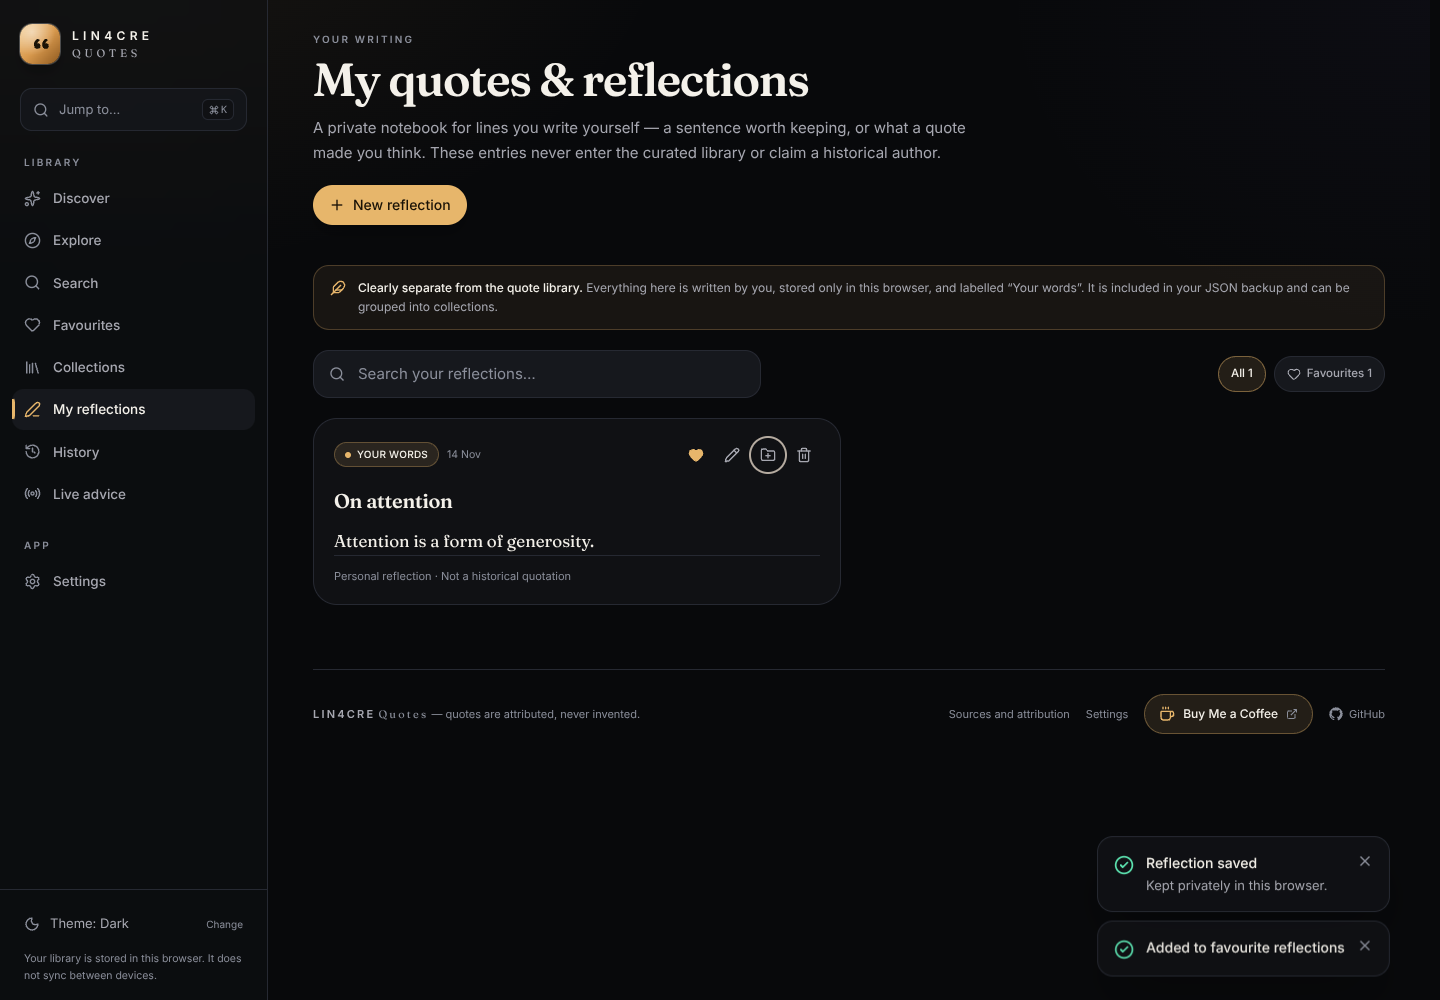 LIN4CRE
QUOTES
Jump to...
⌘K
LIBRARY
Discover
Explore
Search
Favourites
Collections
My reflections
History
Live advice
APP
Settings
Theme: Dark
Change
Your library is stored in this browser. It does
not sync between devices.
YOUR WRITING
My quotes & reflections
A private notebook for lines you write yourself — a sentence worth keeping, or what a quote
made you think. These entries never enter the curated library or claim a historical author.
New reflection
Clearly separate from the quote library. Everything here is written by you, stored only in this browser, and labelled “Your words”. It is included in your JSON backup and can be
grouped into collections.
Search your reflections...
All 1
Favourites 1
YOUR WORDS
14 Nov
On attention
Attention is a form of generosity.
Personal reflection · Not a historical quotation
LIN4CRE Quotes — quotes are attributed, never invented.
Sources and attribution
Settings
Buy Me a Coffee
GitHub
Reflection saved
Kept privately in this browser.
Added to favourite reflections